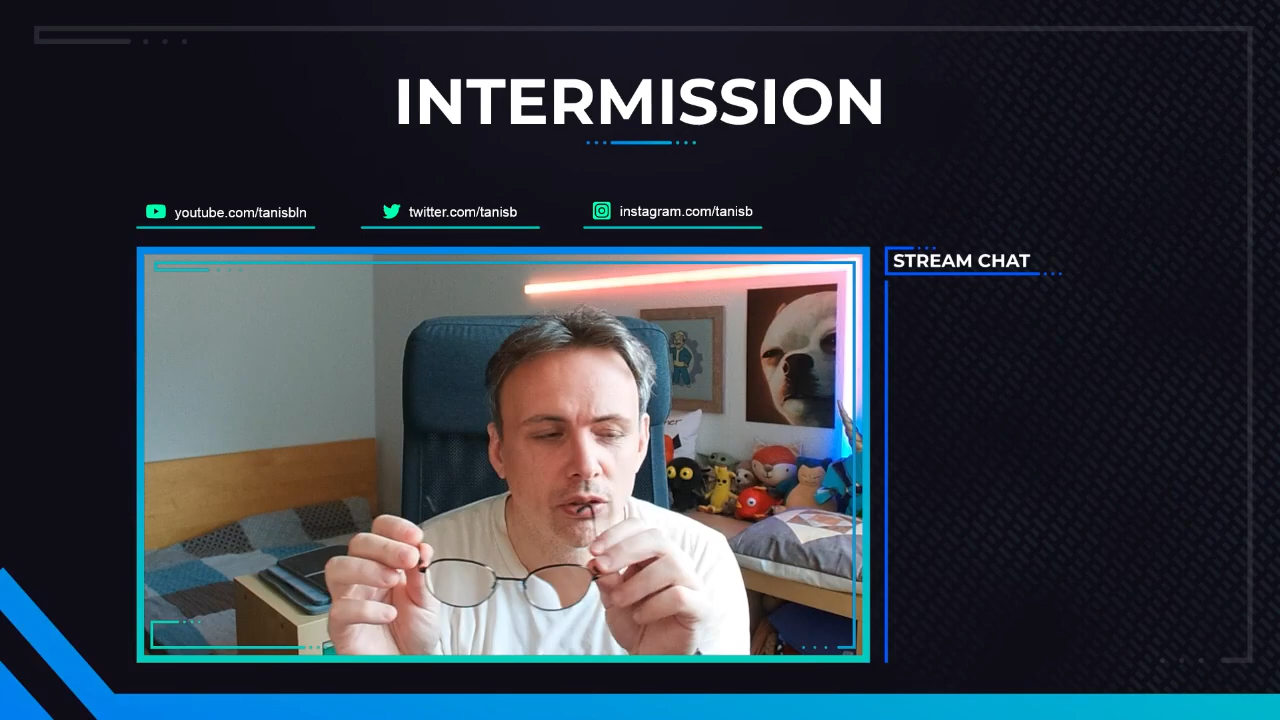 INTERMISSION
youtube.com/tanisbln
twitter.com/tanisb
instagram.com/tanisb
STREAM CHAT